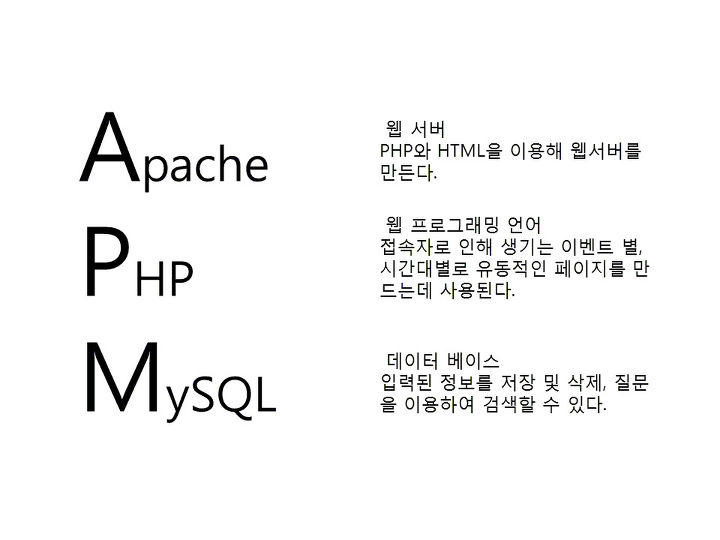 Apache
웹 서버
PHP와 HTML을 이용해 웹서버를
만든다.
PHP
웹 프로그래밍 언어
접속자로 인해 생기는 이벤트 별,
시간대별로 유동적인 페이지를 만
드는데 사용된다.
MySQL
데이터 베이스
입력된 정보를 저장 및 삭제, 질문
을 이용하여 검색할 수 있다.